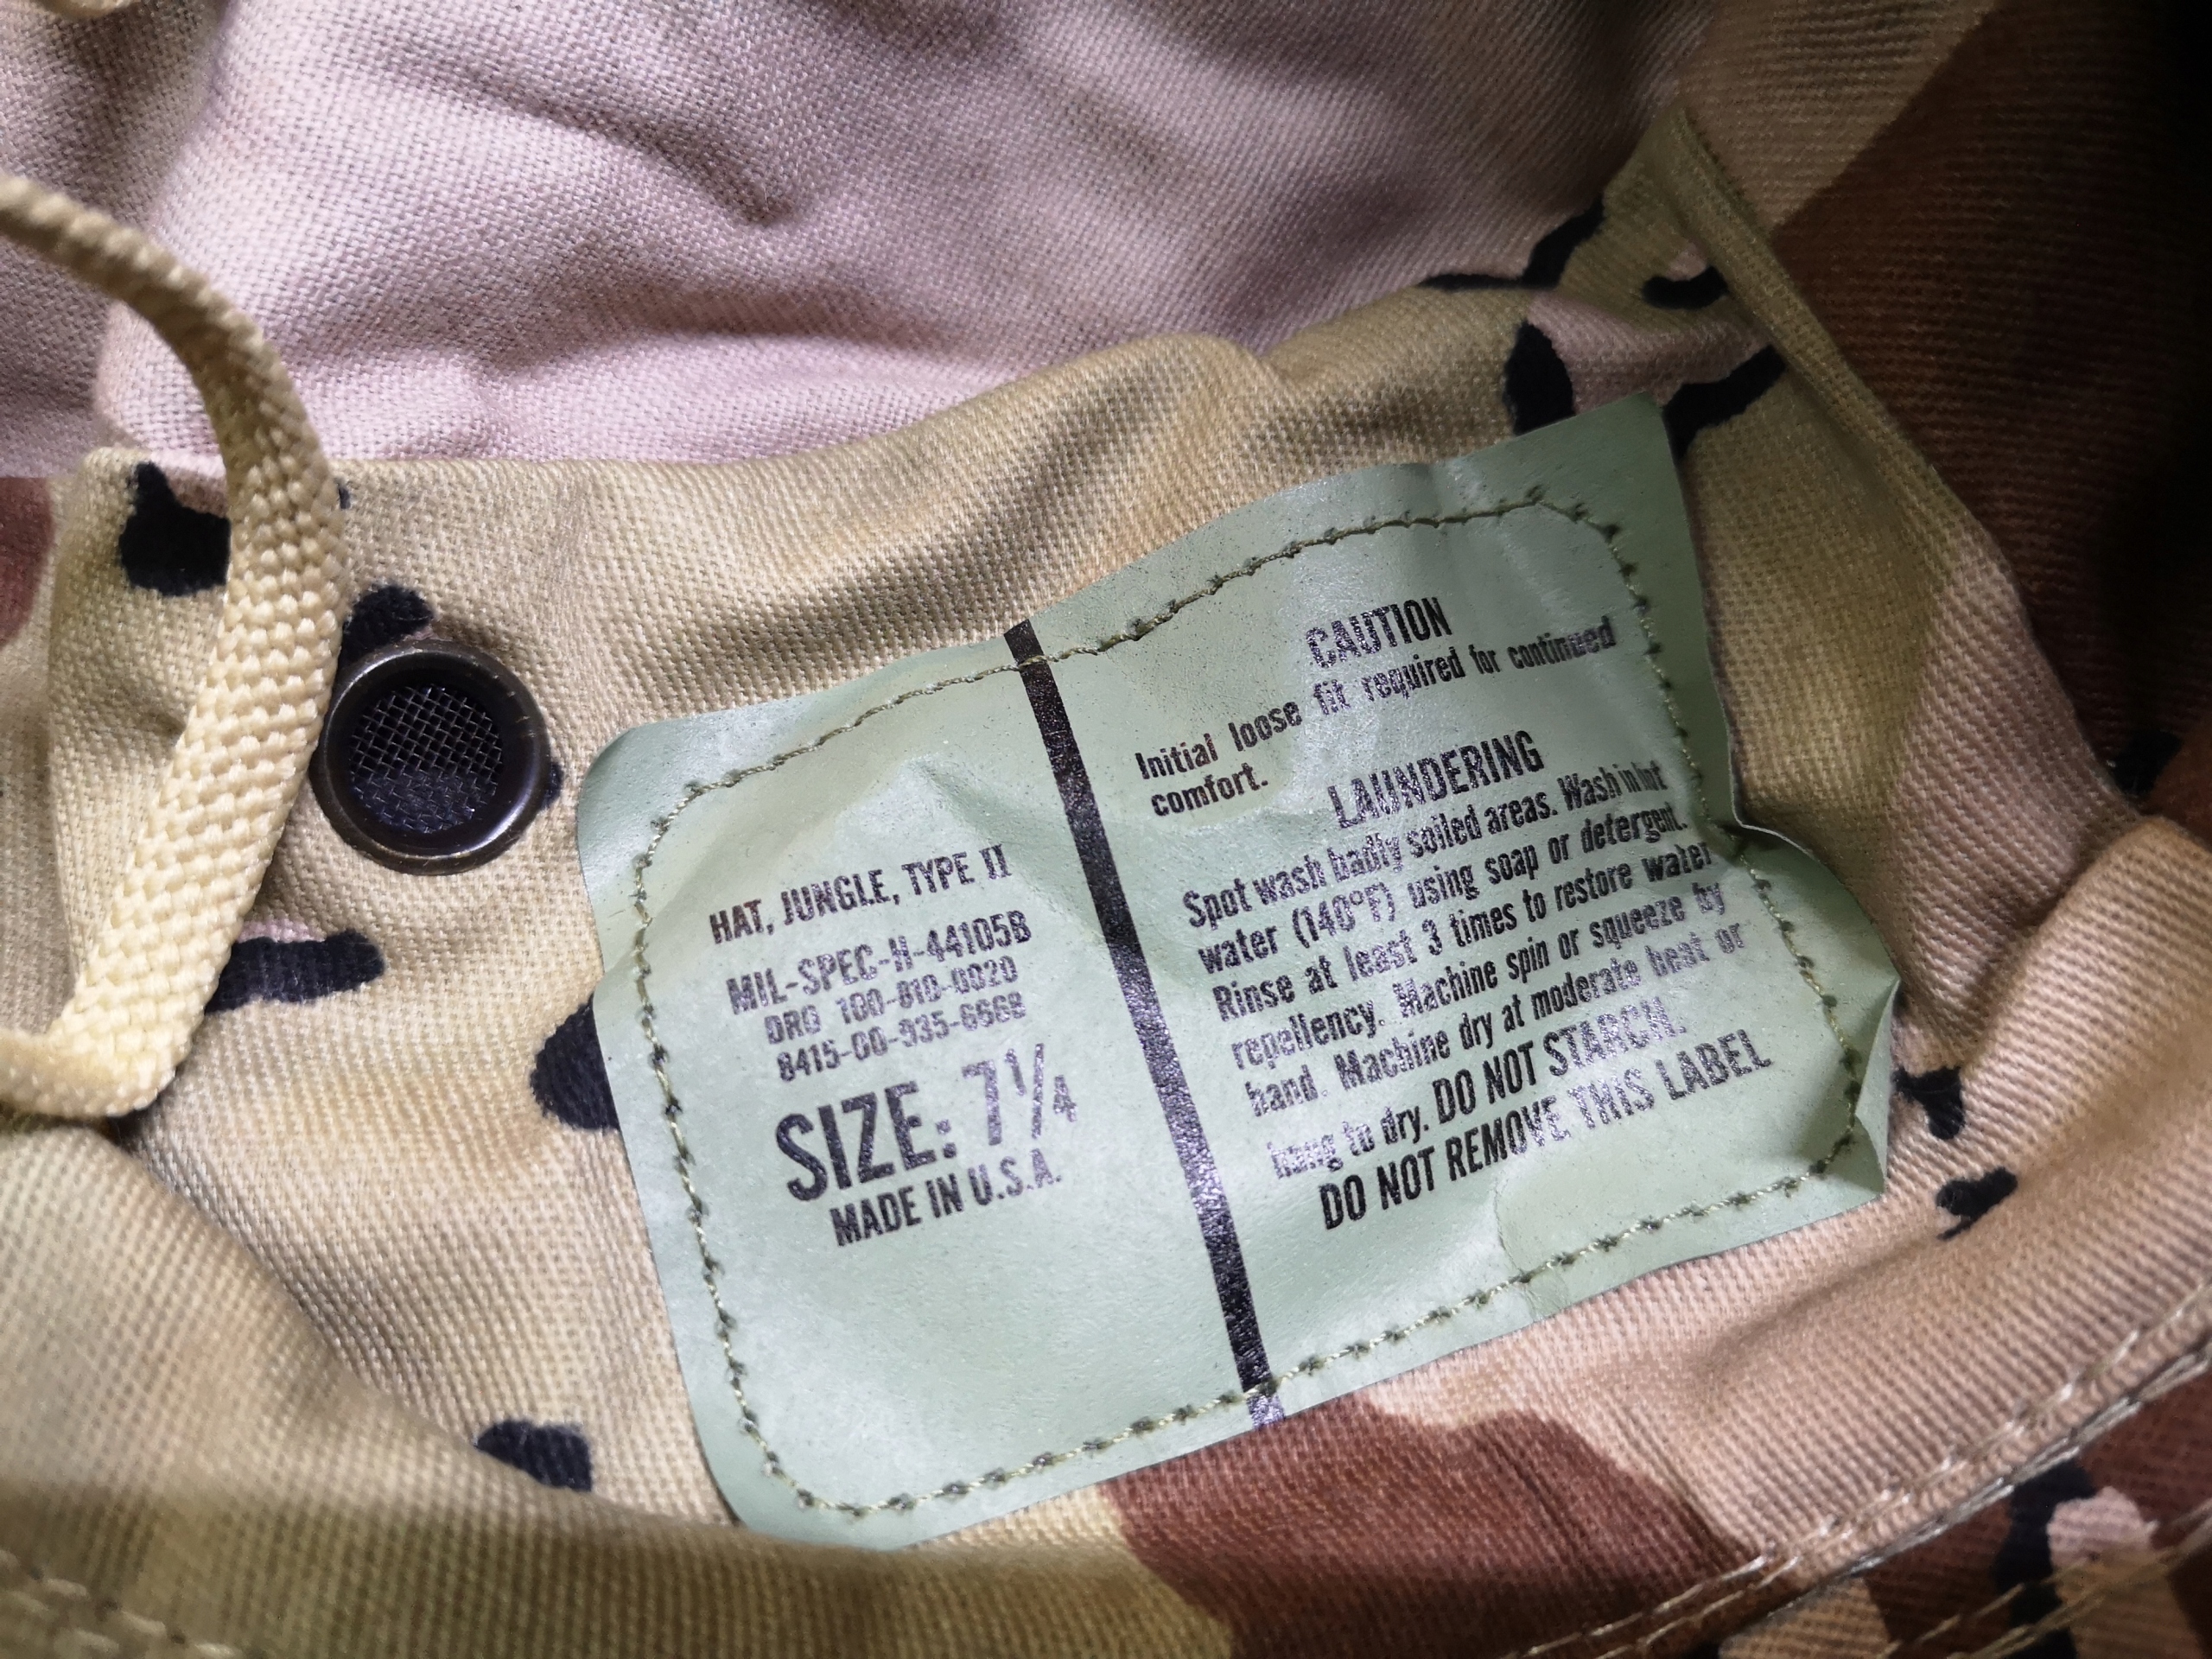 HAT, JUNGLE, TYPE II
MIL-SPEC-H-44105B
DRG 100-810-0020
8415-00-935-6668
SIZE: 7¼
MADE IN U.S.A.
CAUTION
Initial loose fit required for continued
comfort.
LAUNDERING
Spot wash badly soiled areas. Wash in hot
water (140°F) using soap or detergent.
Rinse at least 3 times to restore water
repellency. Machine spin or squeeze by
hand. Machine dry at moderate heat or
hang to dry. DO NOT STARCH.
DO NOT REMOVE THIS LABEL